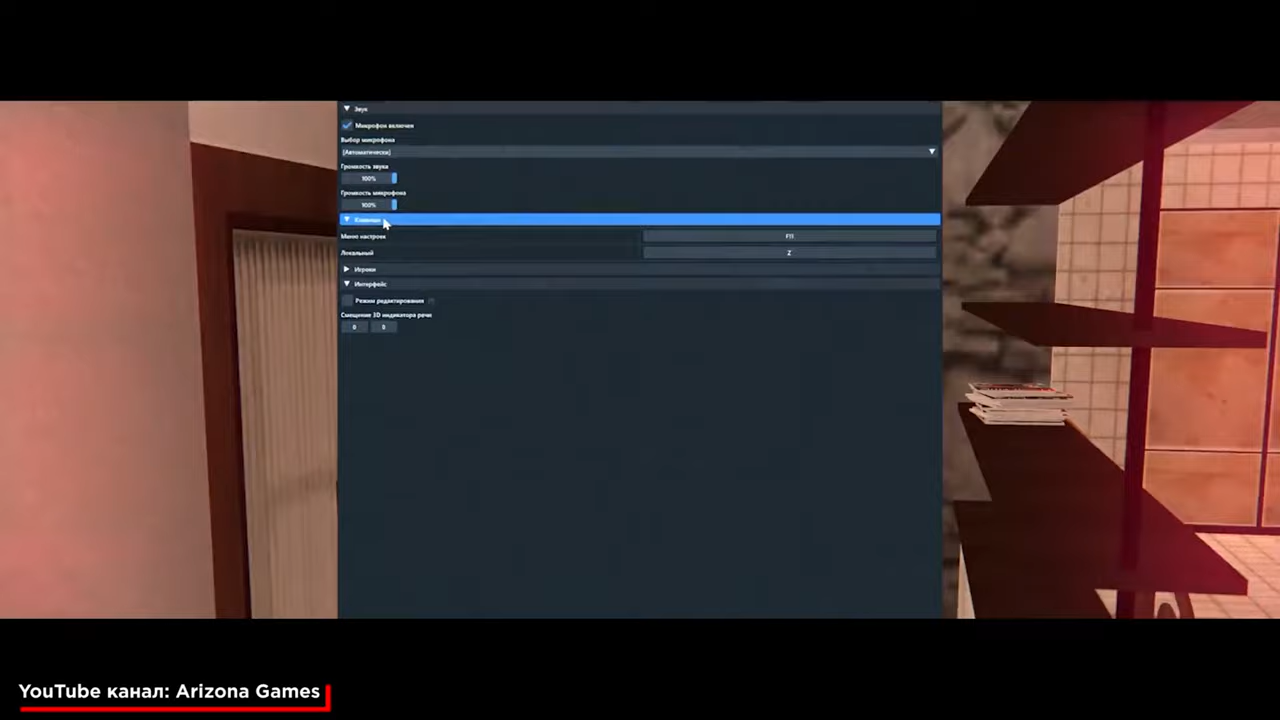 Звук
Микрофон включен
Выбор микрофона
[Автоматически]
Громкость звука
100%
Громкость микрофона
100%
Клавиши
Меню настроек F11
Локальный Z
Игроки
Интерфейс
Режим редактирования
Смещение 3D индикатора речи
0 0
YouTube канал: Arizona Games